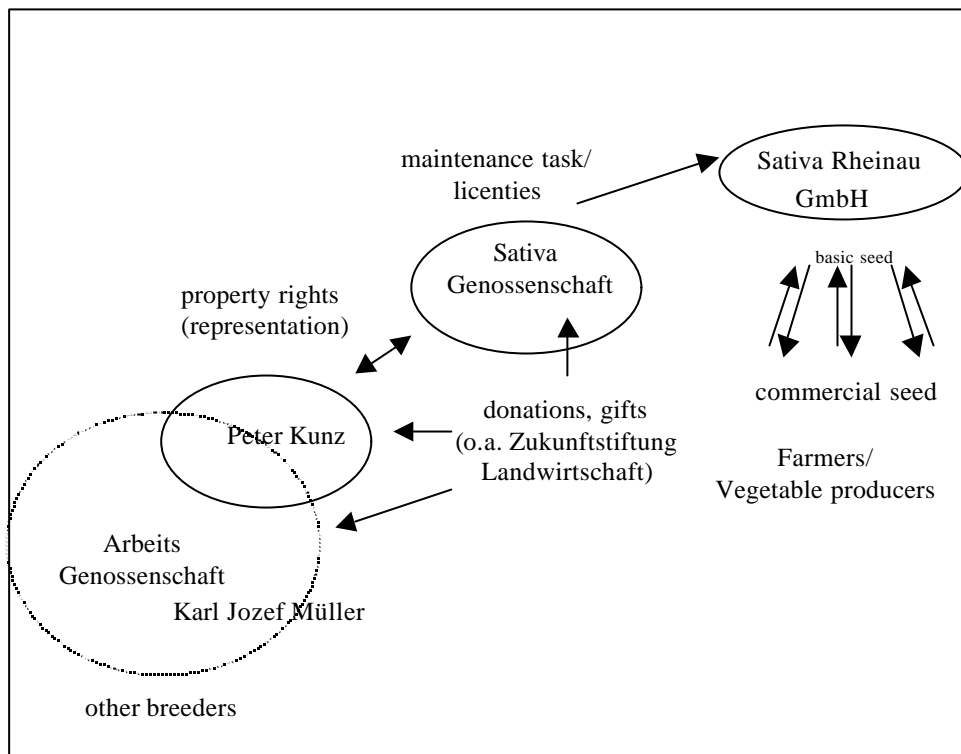 maintenance task/
licenties
Sativa Rheinau
GmbH
Sativa
Genossenschaft
basic seed
property rights
(representation)
commercial seed
donations, gifts
(o.a. Zukunftstiftung
Landwirtschaft)
Peter Kunz
Farmers/
Vegetable producers
Arbeits
Genossenschaft
Karl Jozef Müller
other breeders